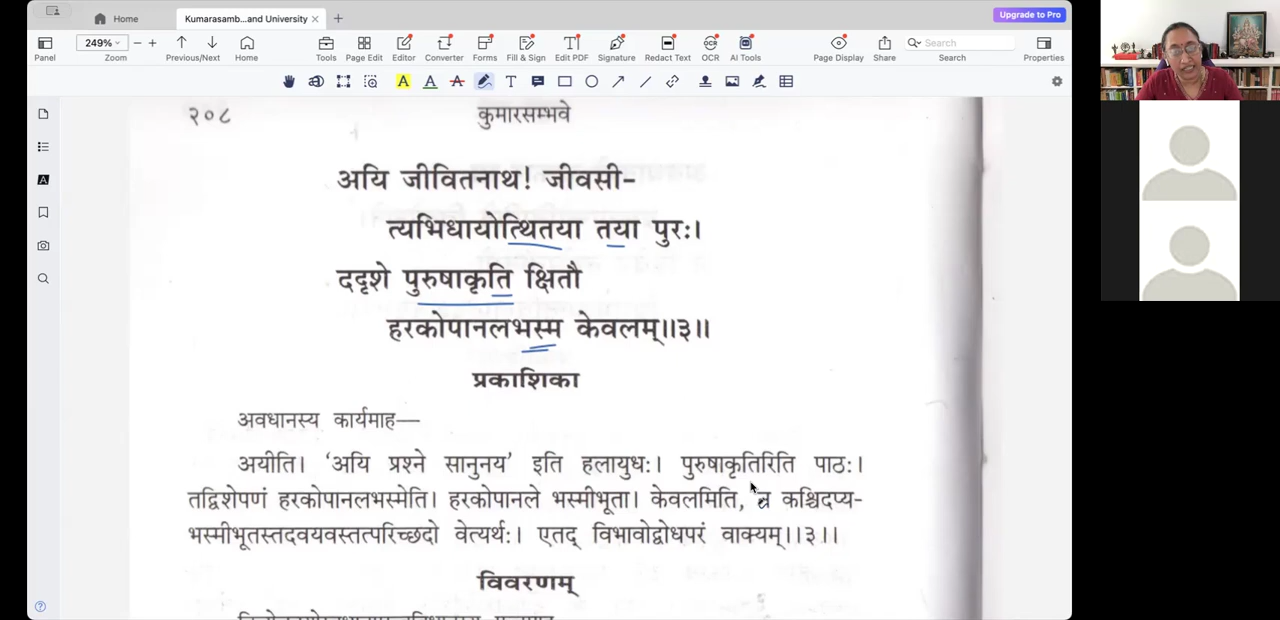 Home
Kumarasamb...and University
Upgrade to Pro
Panel 249% Zoom Previous/Next Home Tools Page Edit Editor Converter Forms Fill & Sign Edit PDF Signature Redact Text OCR AI Tools Page Display Share Search Search Properties
२०८ कुमारसम्भवे
अयि जीवितनाथ! जीवसी-
त्यभिधायोत्थितया तया पुरः।
ददृशे पुरुषाकृति क्षितौ
हरकोपानलभस्म केवलम्॥३॥
प्रकाशिका
अवधानस्य कार्यमाह—
अयीति। ‘अयि प्रश्ने सानुनय’ इति हलायुधः। पुरुषाकृतिरिति पाठः।
तद्विशेपणं हरकोपानलभस्मेति। हरकोपानले भस्मीभूता। केवलमिति, न कश्चिदप्य-
भस्मीभूतस्तदवयवस्तत्परिच्छदो वेत्यर्थः। एतद् विभावोद्वोधपरं वाक्यम्॥३॥
विवरणम्